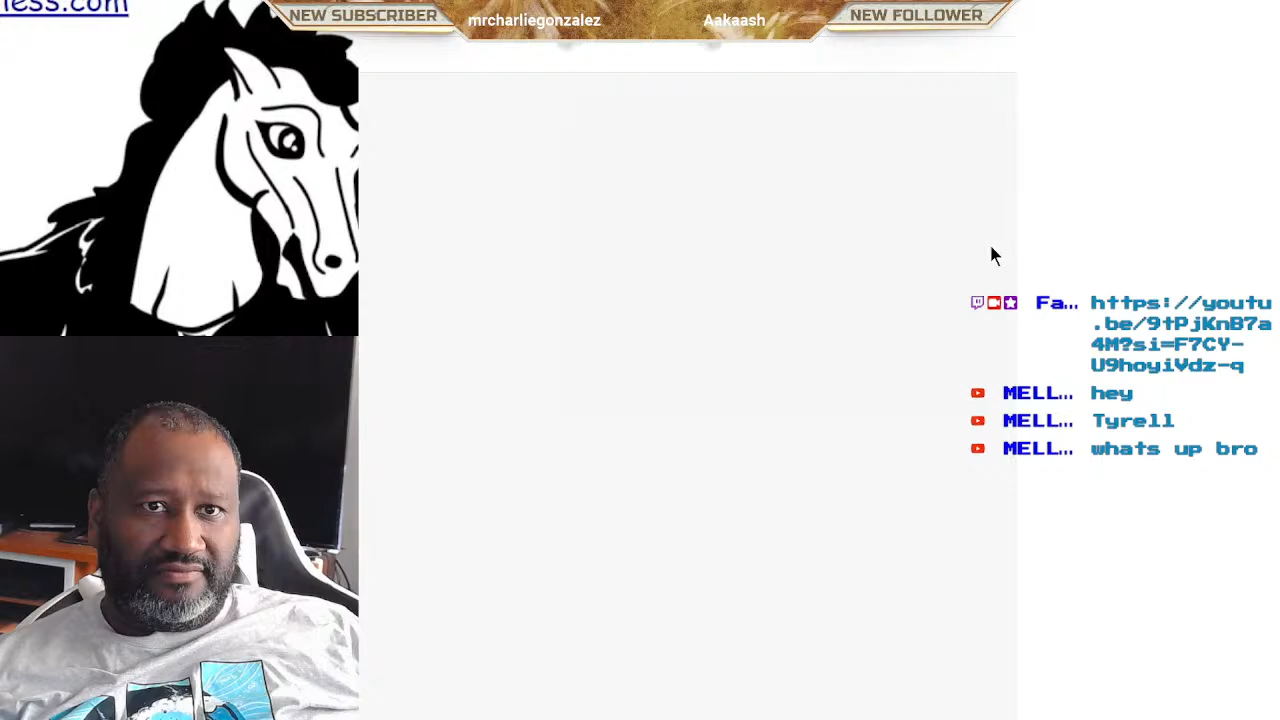 less.com
NEW SUBSCRIBER
mrcharliegonzalez
Aakaash
NEW FOLLOWER
Fa... https://youtu
.be/9tPjKnB7a
4M?si=F7CY-
U9hoyiVdz-q
MELL... hey
MELL... Tyrell
MELL... whats up bro